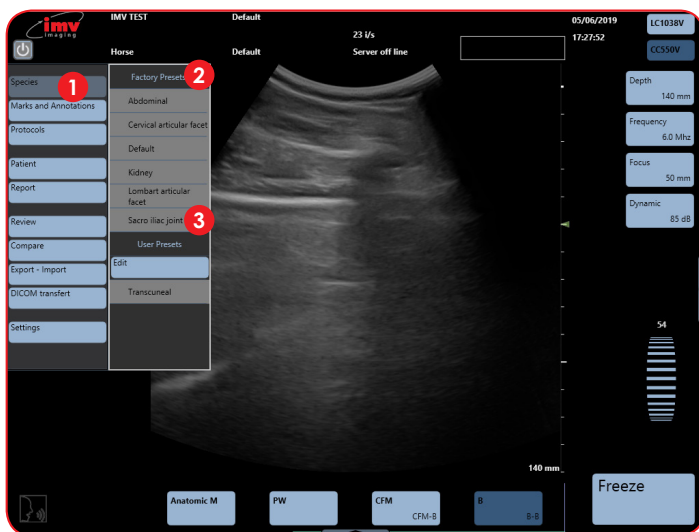 imv
imaging
IMV TEST
Default
23 i/s
05/06/2019
LC1038V
17:27:52
Horse
Default
Server off line
CC550V
Species
1
Factory Presets
2
Depth
140 mm
Marks and Annotations
Abdominal
Protocols
Cervical articular facet
Frequency
6.0 Mhz
Default
Patient
Kidney
Focus
50 mm
Report
Lombart articular
facet
Review
Sacro iliac joint
3
Dynamic
85 dB
Compare
User Presets
Export - Import
Edit
DICOM transfert
Transcuneal
Settings
54
140 mm
Anatomic M
PW
CFM
CFM-B
B
B-B
Freeze